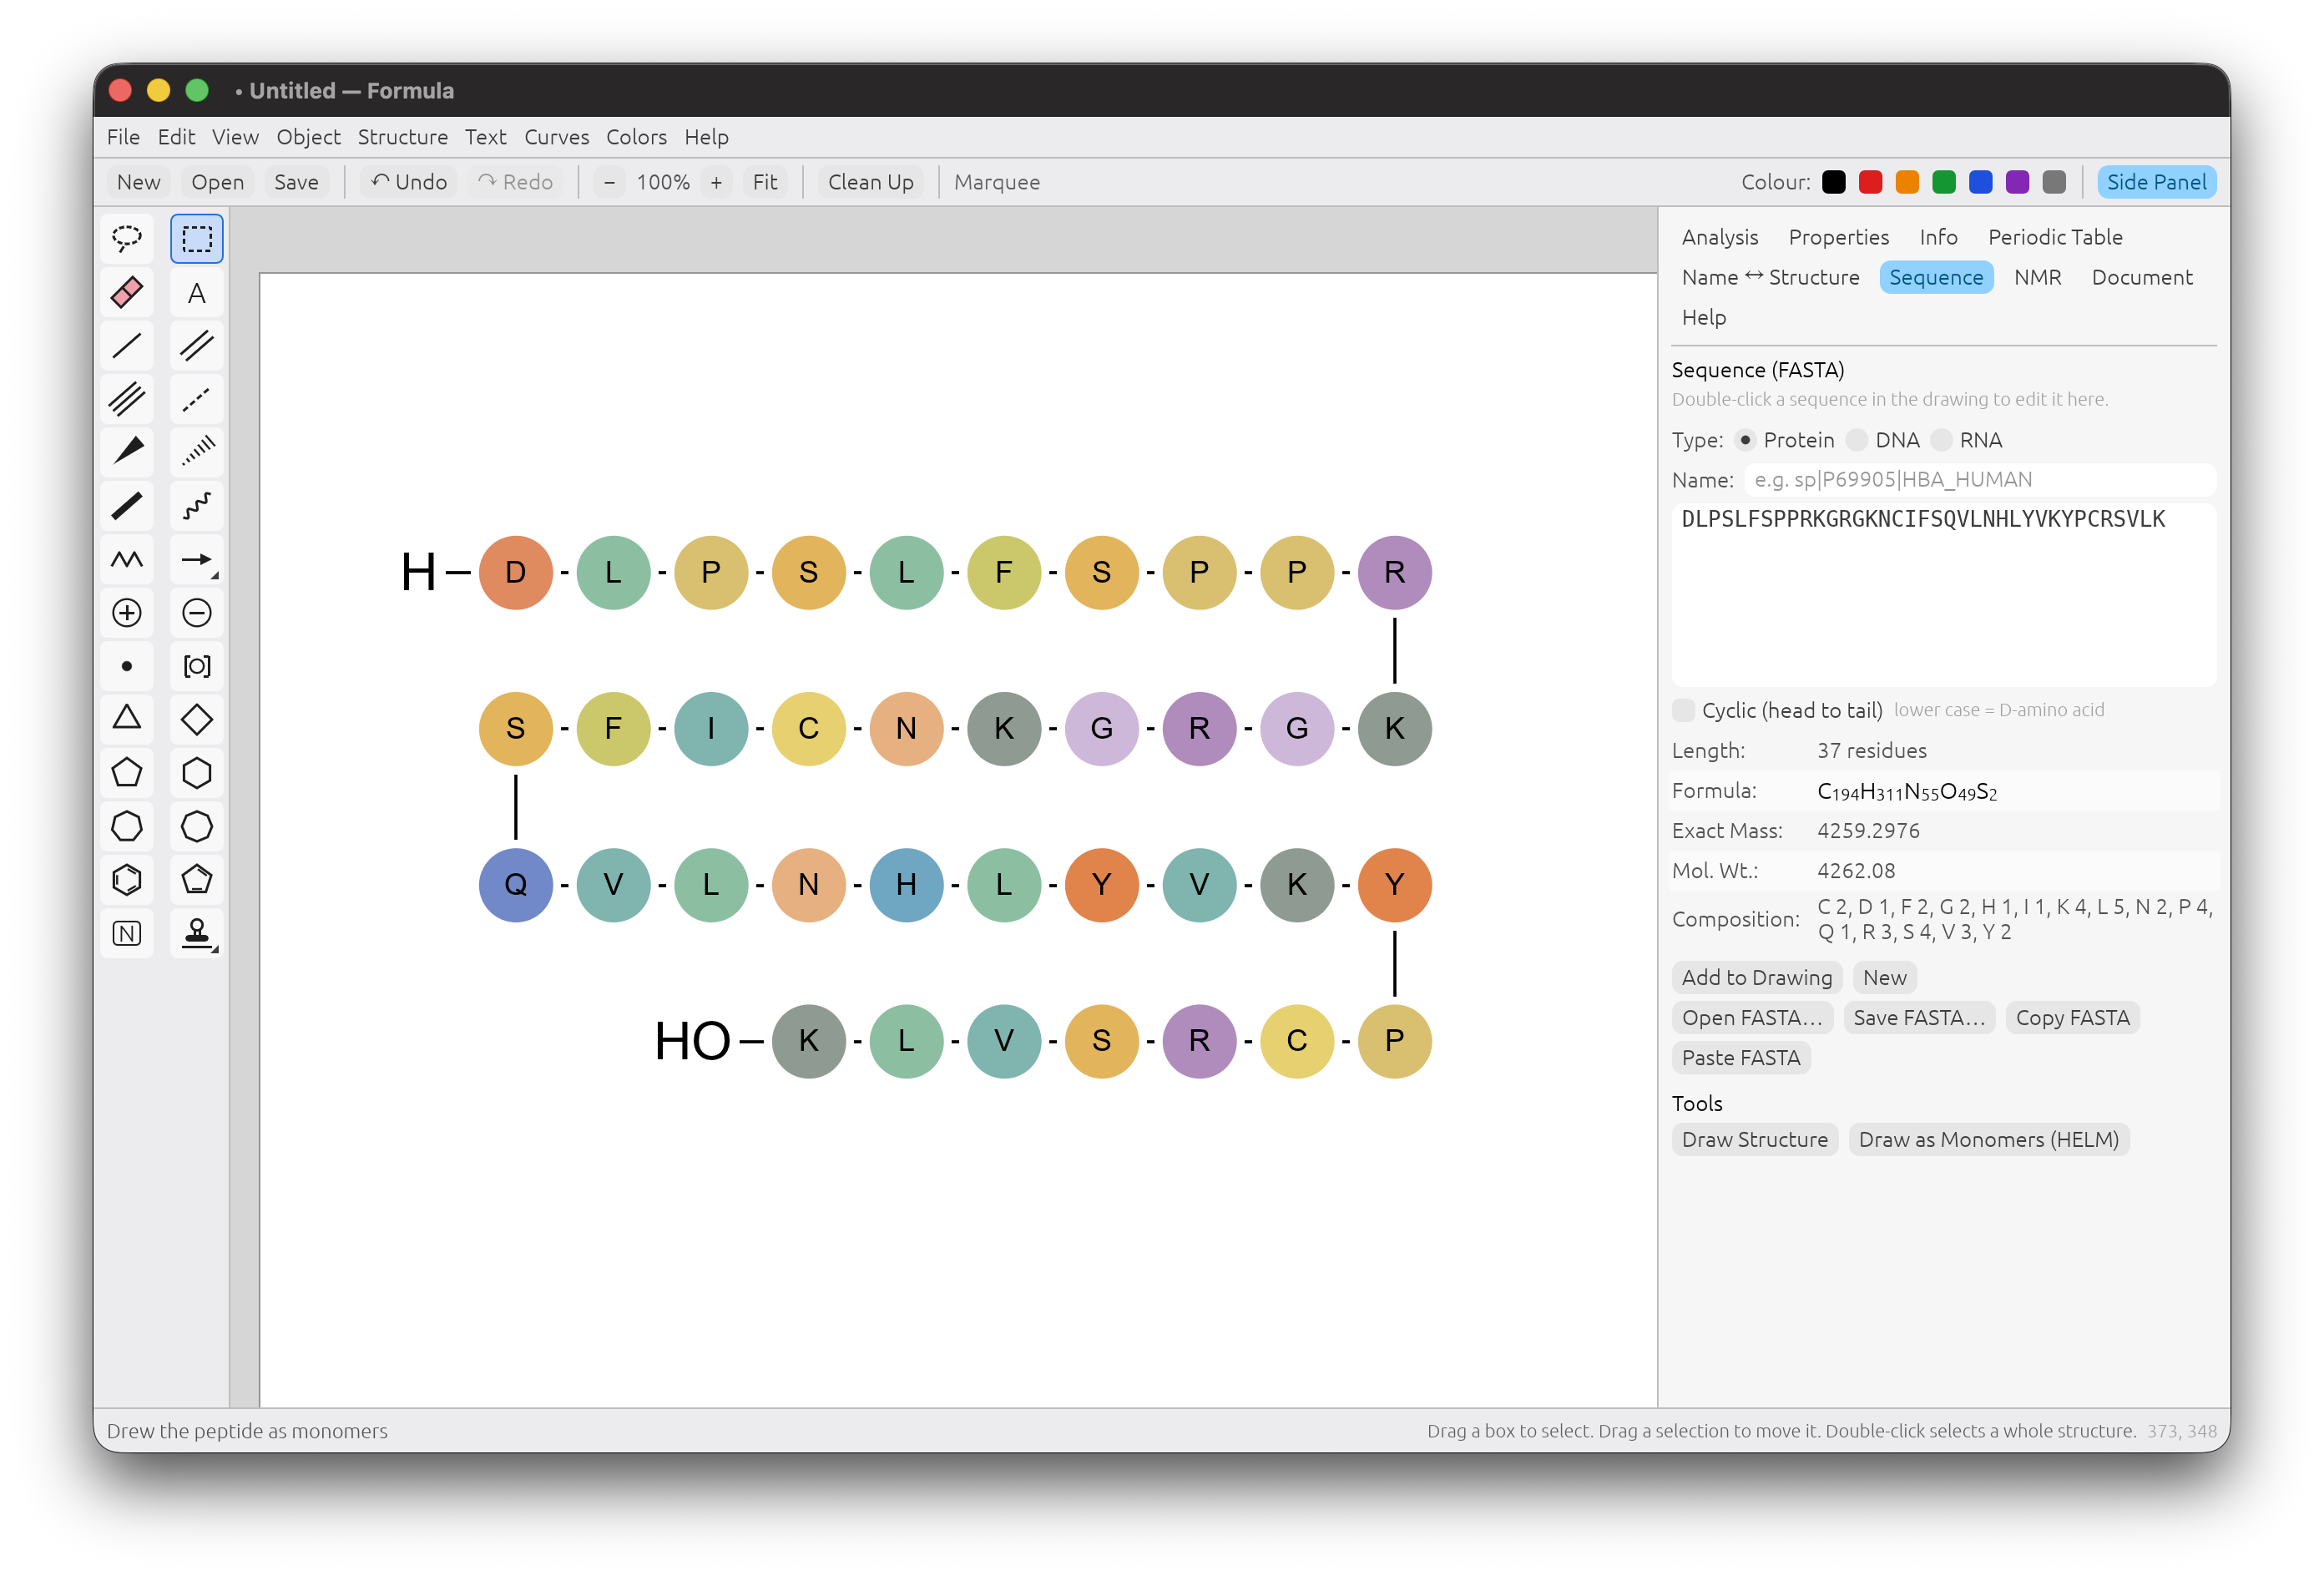 • Untitled — Formula
File Edit View Object Structure Text Curves Colors Help
New Open Save ↶ Undo ↷ Redo − 100% + Fit Clean Up Marquee Colour: Side Panel
A
N
H D L P S L F S P P R
S F I C N K G R G K
Q V L N H L Y V K Y
HO K L V S R C P
Analysis Properties Info Periodic Table
Name ↔ Structure Sequence NMR Document
Help
Sequence (FASTA)
Double-click a sequence in the drawing to edit it here.
Type: Protein DNA RNA
Name: e.g. sp|P69905|HBA_HUMAN
DLPSLFSPPRKGRGKNCIFSQVLNHLYVKYPCRSVLK
Cyclic (head to tail) lower case = D-amino acid
Length: 37 residues
Formula: C₁₉₄H₃₁₁N₅₅O₄₉S₂
Exact Mass: 4259.2976
Mol. Wt.: 4262.08
Composition: C 2, D 1, F 2, G 2, H 1, I 1, K 4, L 5, N 2, P 4,
Q 1, R 3, S 4, V 3, Y 2
Add to Drawing New
Open FASTA... Save FASTA... Copy FASTA
Paste FASTA
Tools
Draw Structure Draw as Monomers (HELM)
Drew the peptide as monomers Drag a box to select. Drag a selection to move it. Double-click selects a whole structure. 373, 348